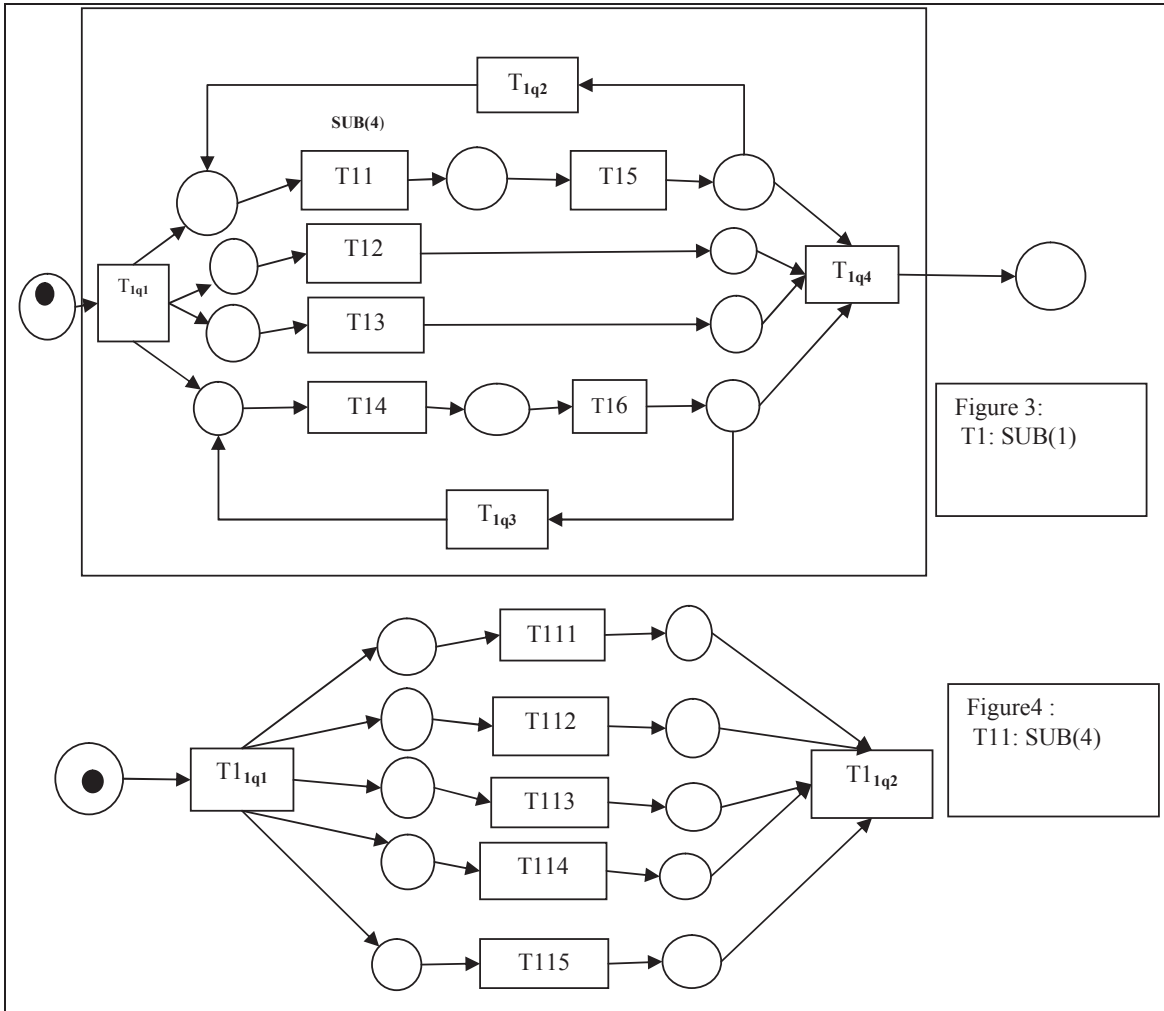 T1q2
SUB(4)
T11
T15
T12
T1q1
T1q4
T13
T14
T16
Figure 3:
T1: SUB(1)
T1q3
T111
T112
Figure4 :
T11: SUB(4)
T11q1
T11q2
T113
T114
T115